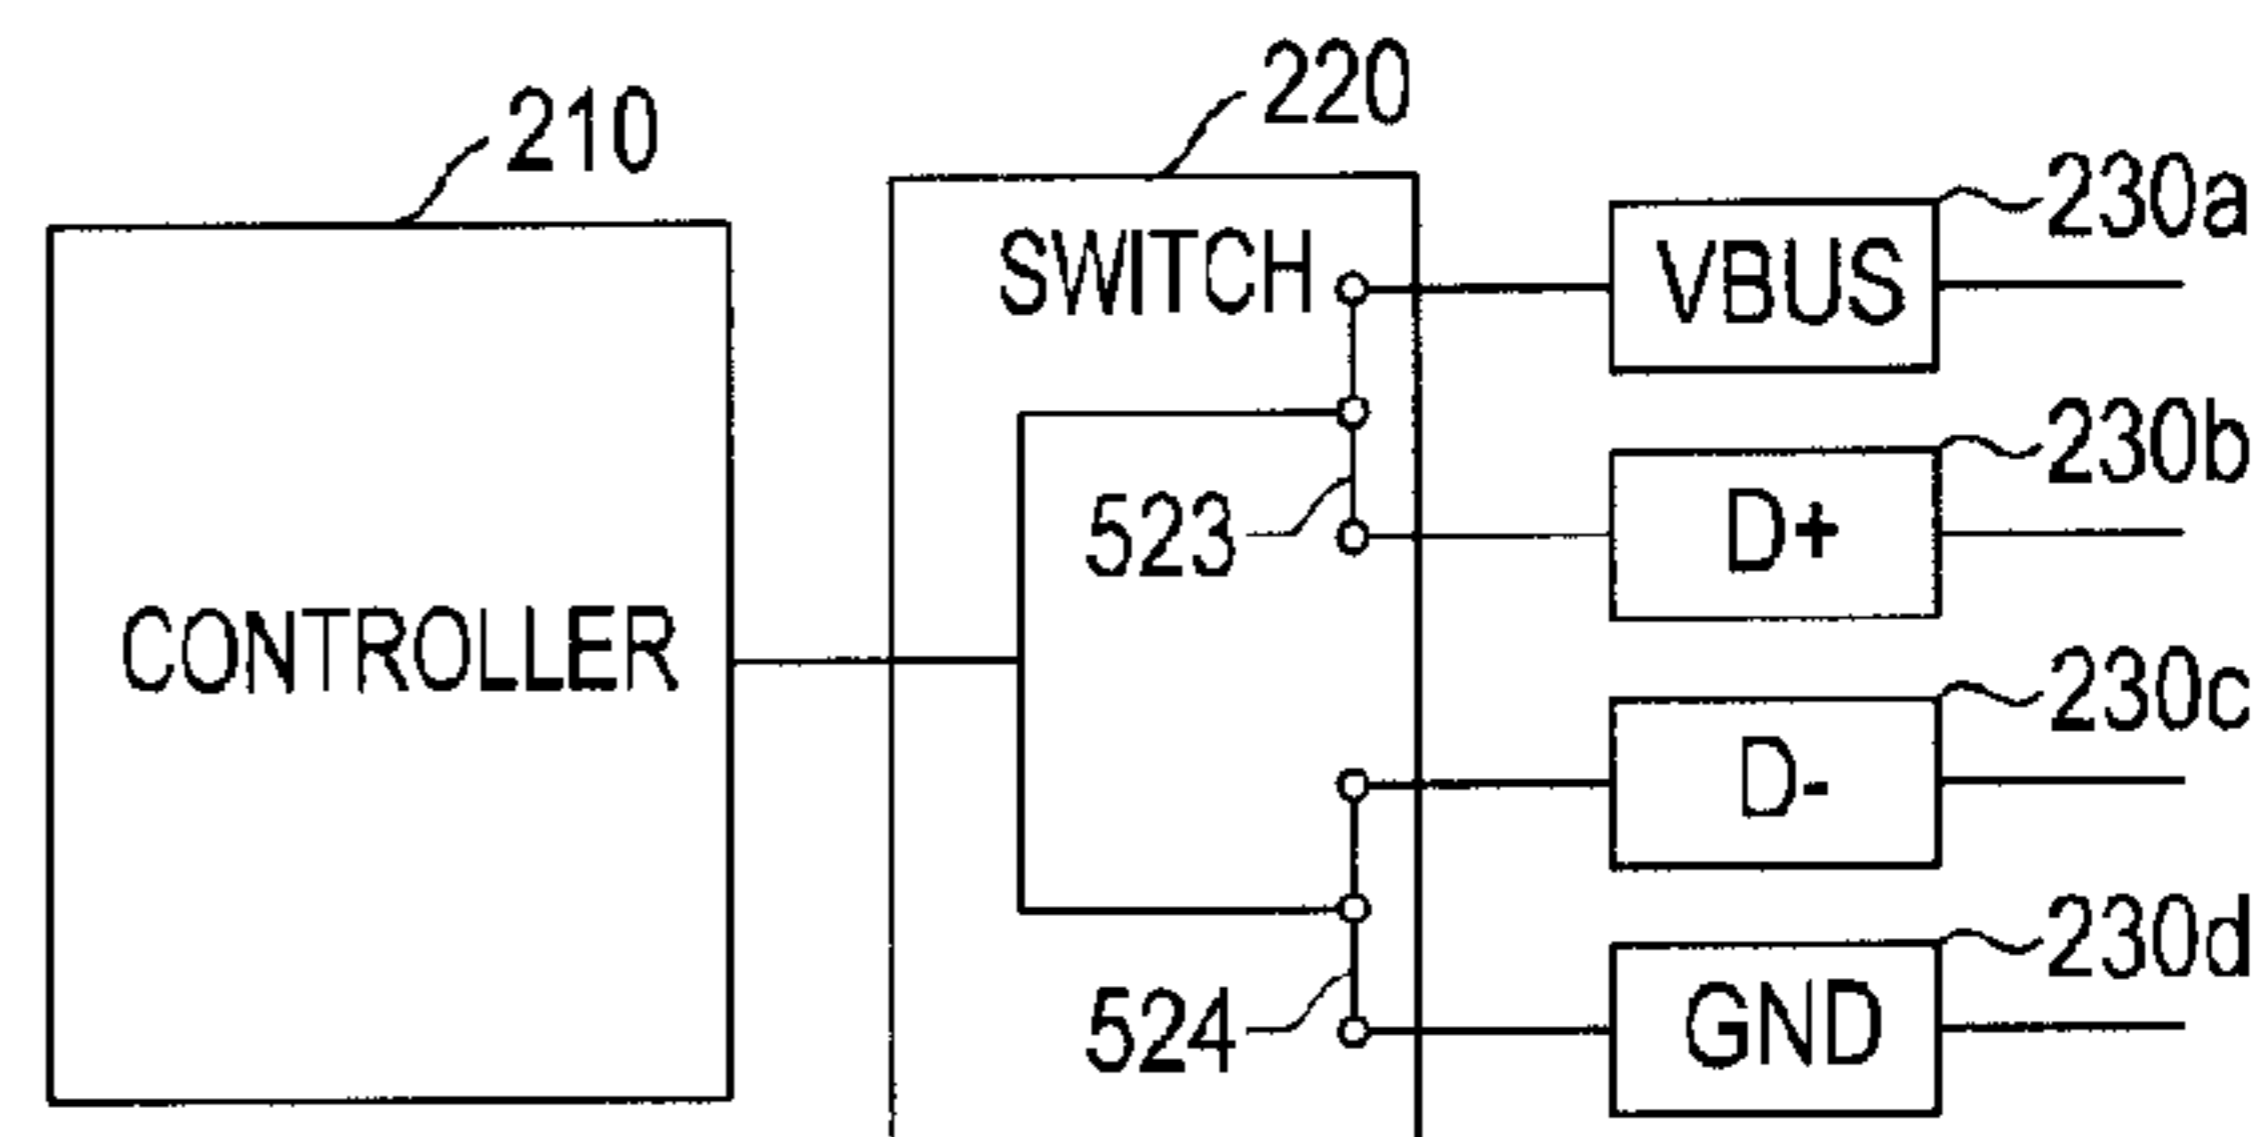 210
220
230a
SWITCH
VBUS
230b
523
D+
CONTROLLER
230c
D-
230d
524
GND